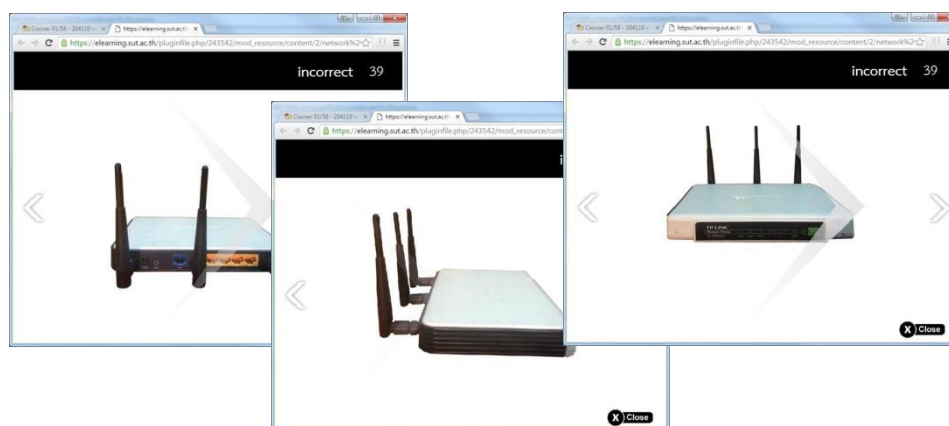 Course: 01/58 - 204110 -
https://elearning.sut.ac.t
https://elearning.sut.ac.th/pluginfile.php/243542/mod_resource/content/2/network%2
incorrect 39
Course: 01/58 - 204110 -
https://elearning.sut.ac.t
https://elearning.sut.ac.th/pluginfile.php/243542/mod_resource/cont
i
Close
Course: 01/58 - 204110 -
https://elearning.sut.ac.t
https://elearning.sut.ac.th/pluginfile.php/243542/mod_resource/content/2/network%2
incorrect 39
TP-LINK
X Close